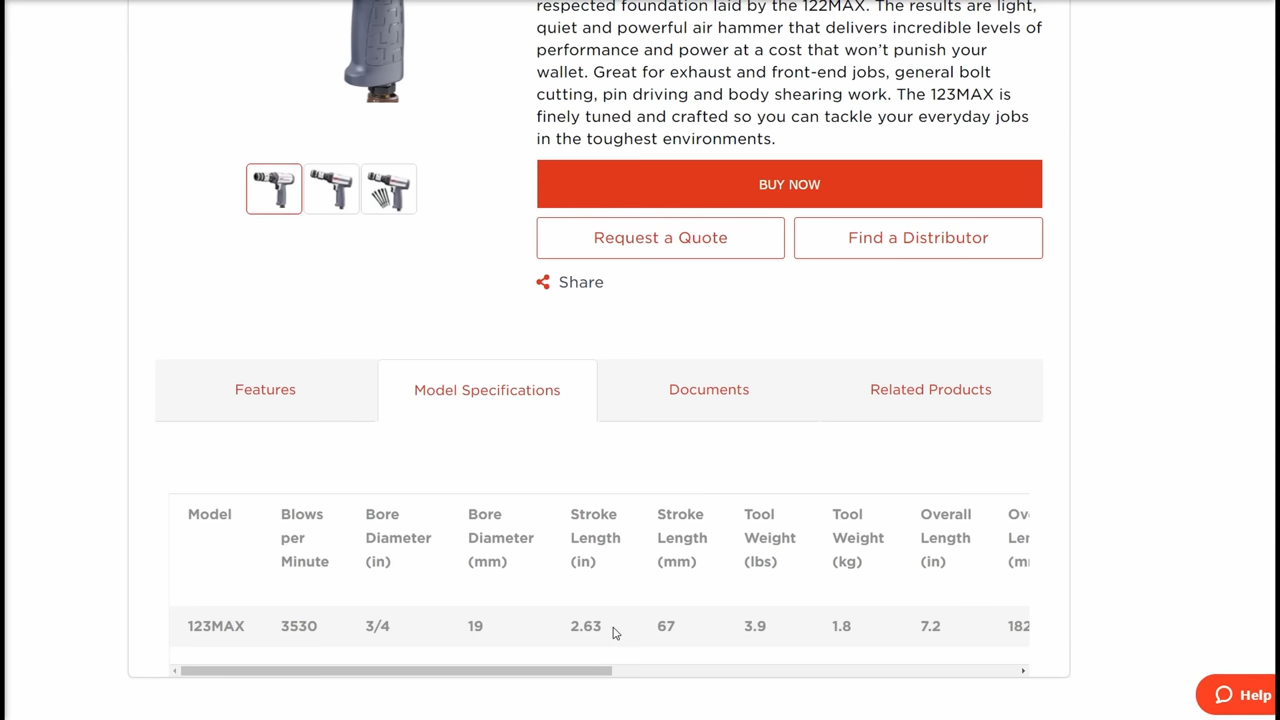 respected foundation laid by the 122MAX. The results are light,
quiet and powerful air hammer that delivers incredible levels of
performance and power at a cost that won’t punish your
wallet. Great for exhaust and front-end jobs, general bolt
cutting, pin driving and body shearing work. The 123MAX is
finely tuned and crafted so you can tackle your everyday jobs
in the toughest environments.
BUY NOW
Request a Quote Find a Distributor
Share
Features Model Specifications Documents Related Products
Model Blows Bore Bore Stroke Stroke Tool Tool Overall
per Diameter Diameter Length Length Weight Weight Length
Minute (in) (mm) (in) (mm) (lbs) (kg) (in)
123MAX 3530 3/4 19 2.63 67 3.9 1.8 7.2 182
Help